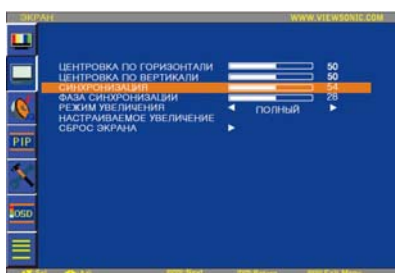 ЭКРАН WWW.VIEWSONIC.COM
ЦЕНТРОВКА ПО ГОРИЗОНТАЛИ 50
ЦЕНТРОВКА ПО ВЕРТИКАЛИ 50
СИНХРОНИЗАЦИЯ 54
ФАЗА СИНХРОНИЗАЦИИ 28
РЕЖИМ УВЕЛИЧЕНИЯ ПОЛНЫЙ
НАСТРАИВАЕМОЕ УВЕЛИЧЕНИЕ
СБРОС ЭКРАНА
PIP
OSD